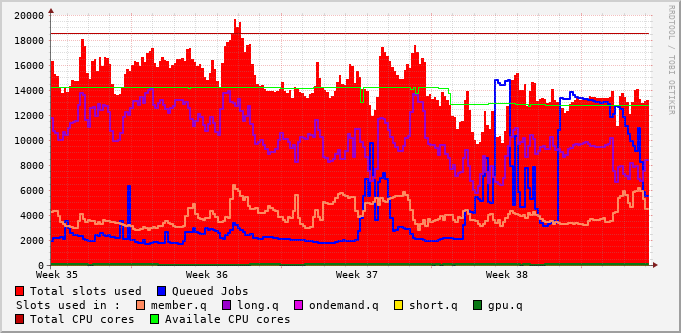 20000
18000
16000
14000
12000
10000
8000
6000
4000
2000
0
Week 35 Week 36 Week 37 Week 38
RRDTOOL / TOBI OETIKER
Total slots used Queued Jobs
Slots used in : member.q long.q ondemand.q short.q gpu.q
Total CPU cores Availale CPU cores